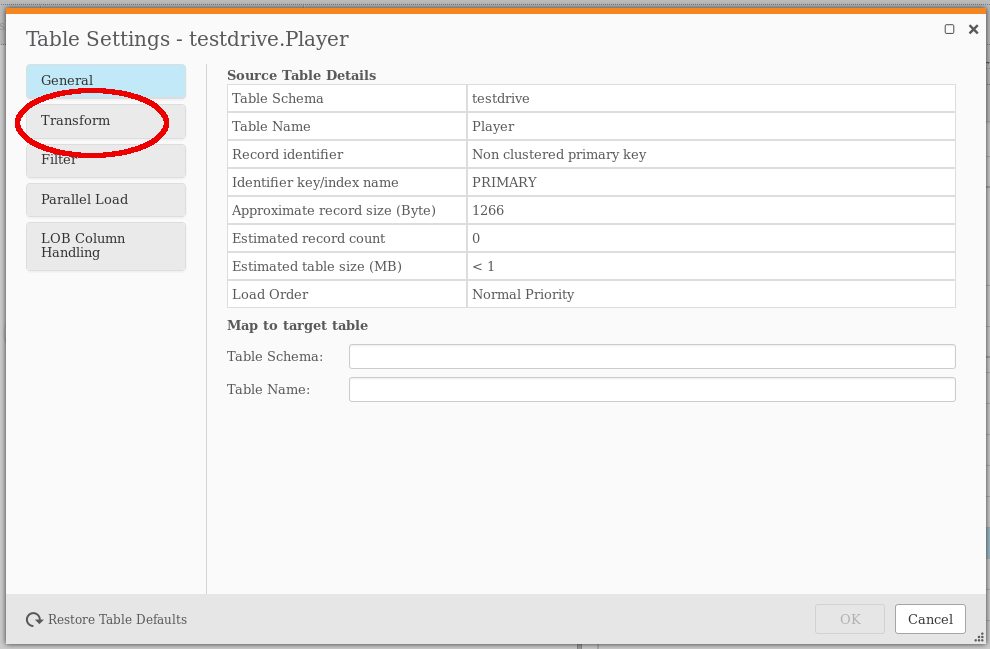 Table Settings - testdrive.Player
General
Transform
Filter
Parallel Load
LOB Column
Handling
Source Table Details
Table Schema testdrive
Table Name Player
Record identifier Non clustered primary key
Identifier key/index name PRIMARY
Approximate record size (Byte) 1266
Estimated record count 0
Estimated table size (MB) < 1
Load Order Normal Priority
Map to target table
Table Schema:
Table Name:
Restore Table Defaults
OK Cancel